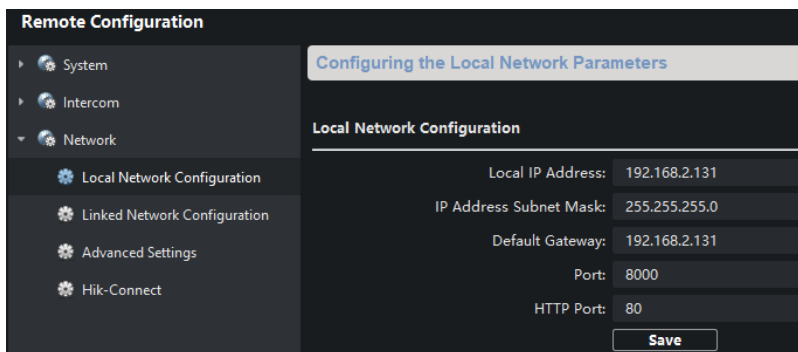 Remote Configuration
System
Intercom
Network
Local Network Configuration
Linked Network Configuration
Advanced Settings
Hik-Connect
Configuring the Local Network Parameters
Local Network Configuration
Local IP Address: 192.168.2.131
IP Address Subnet Mask: 255.255.255.0
Default Gateway: 192.168.2.131
Port: 8000
HTTP Port: 80
Save